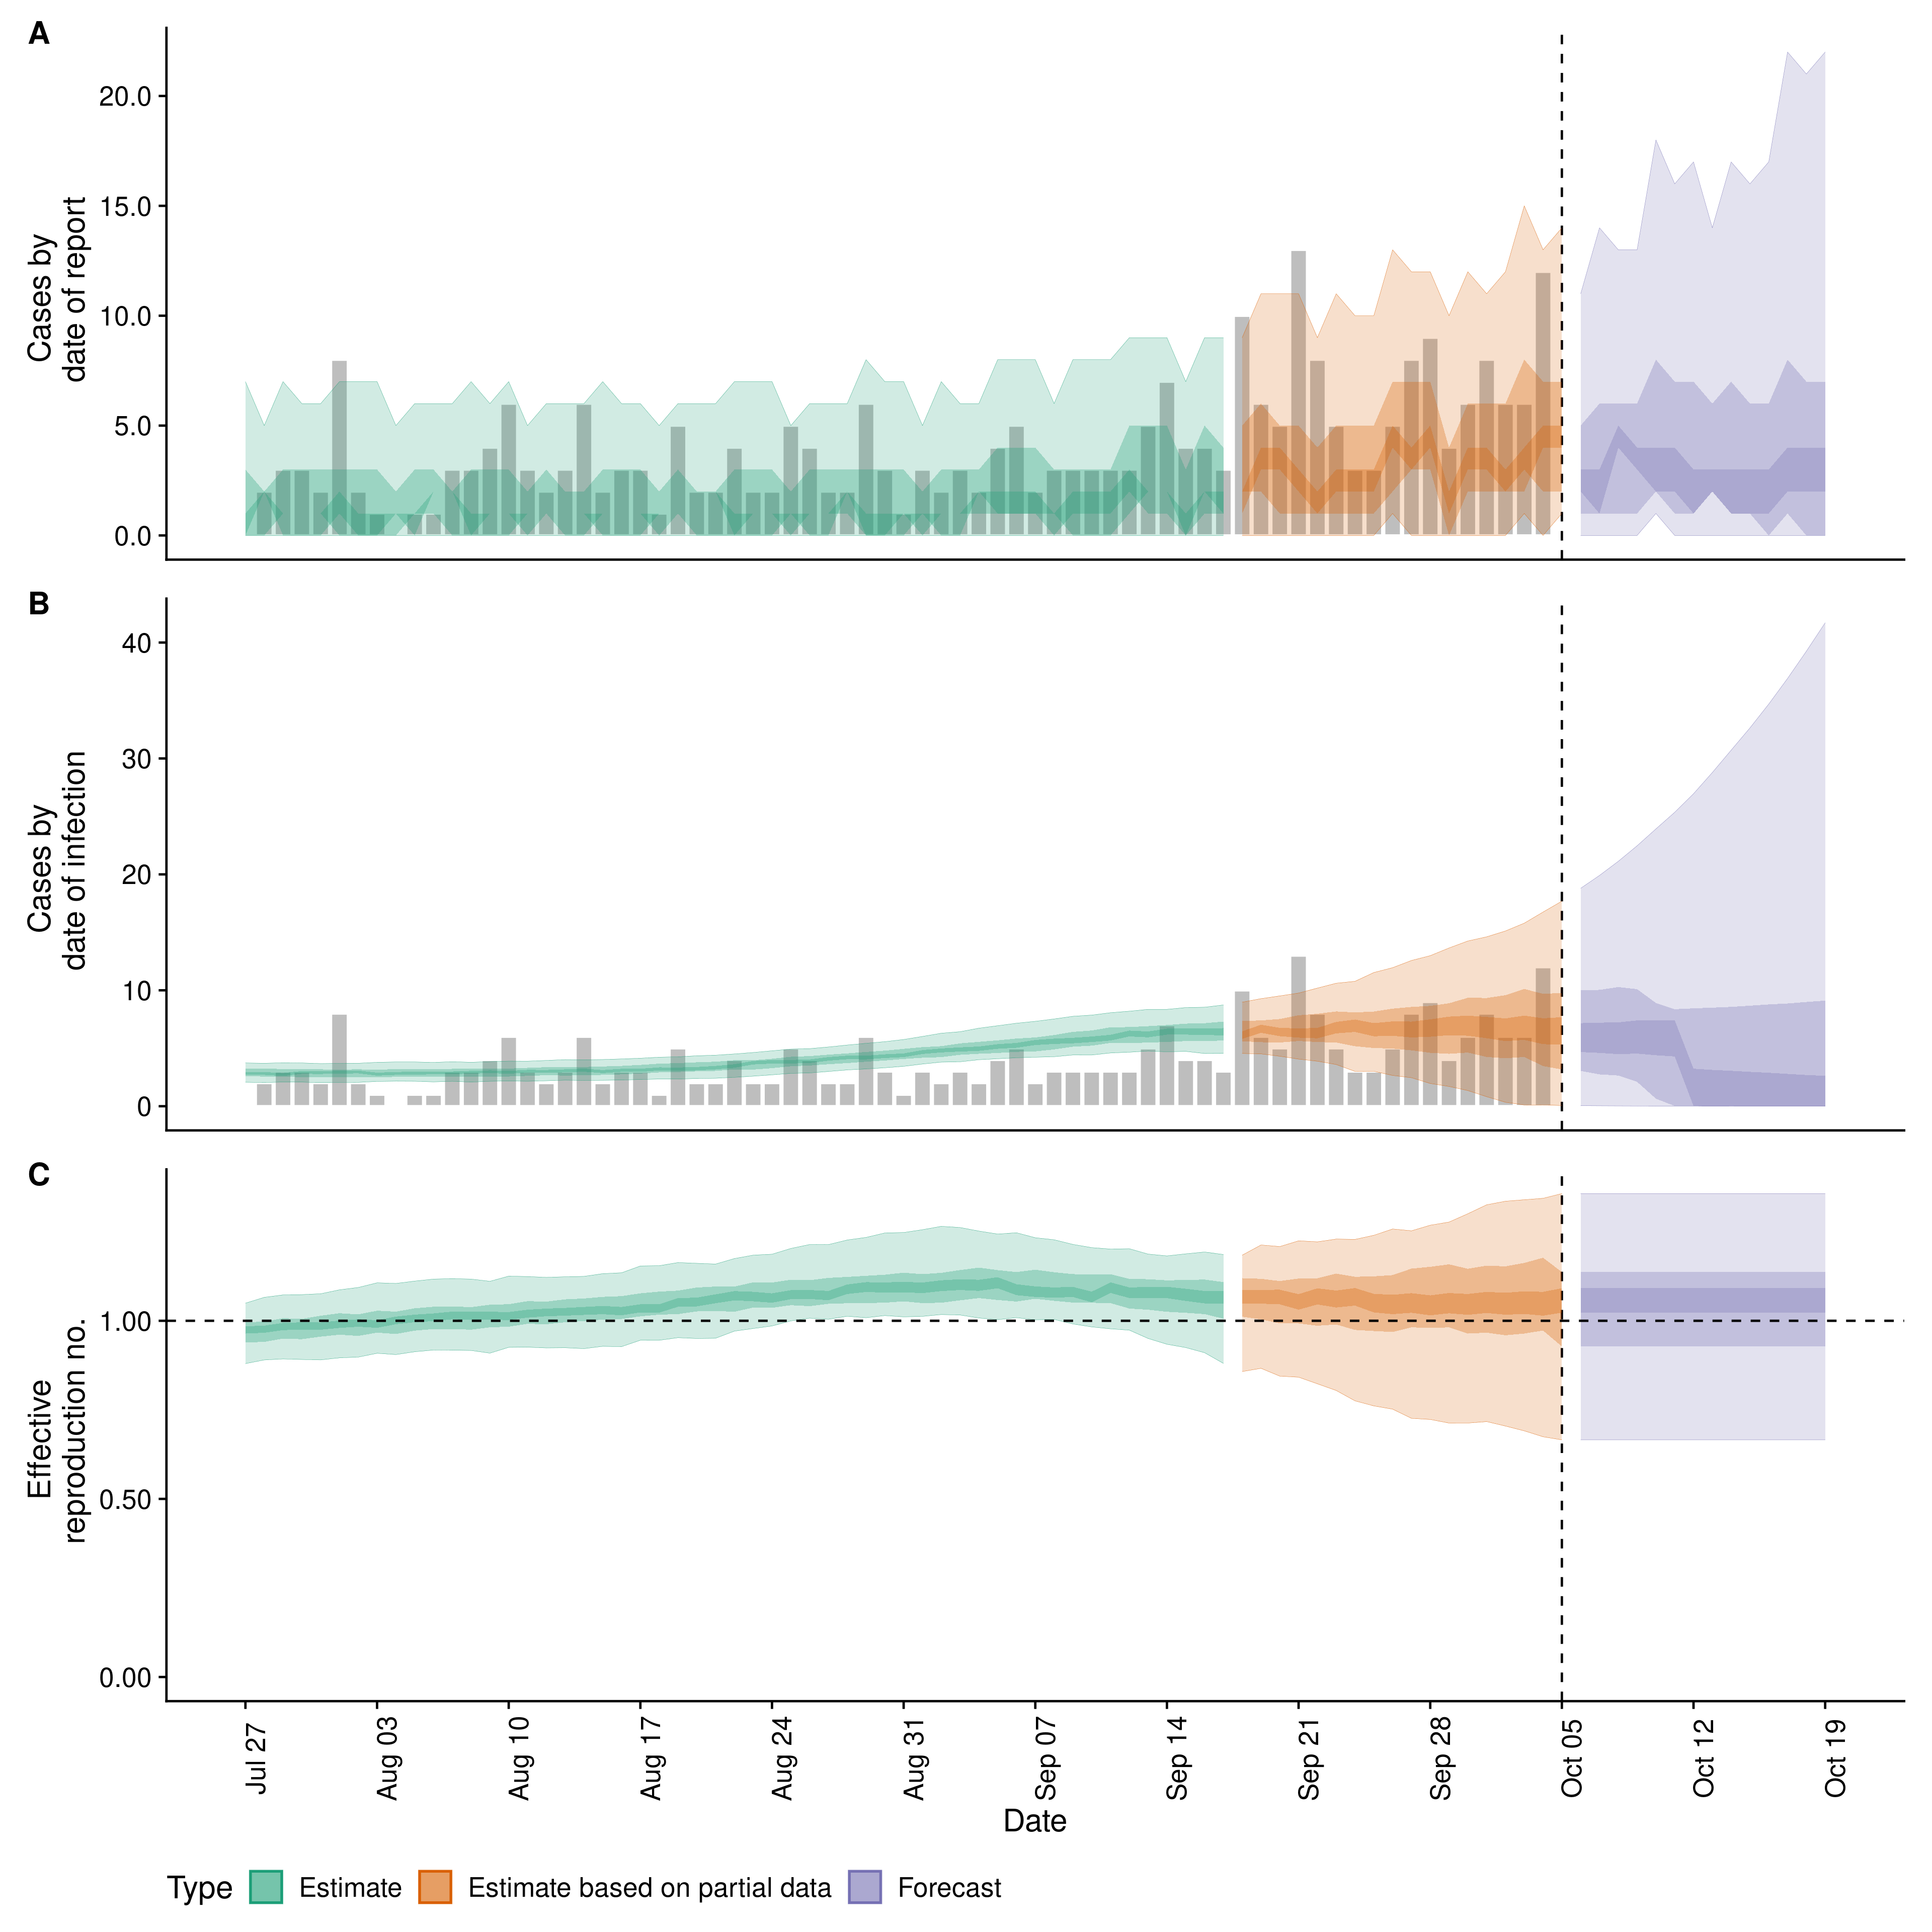 A
Cases by
date of report
20.0
15.0
10.0
5.0
0.0
B
Cases by
date of infection
40
30
20
10
0
C
Effective
reproduction no.
1.00
0.50
0.00
Jul 27
Aug 03
Aug 10
Aug 17
Aug 24
Aug 31
Sep 07
Sep 14
Sep 21
Sep 28
Oct 05
Oct 12
Oct 19
Date
Type Estimate Estimate based on partial data Forecast